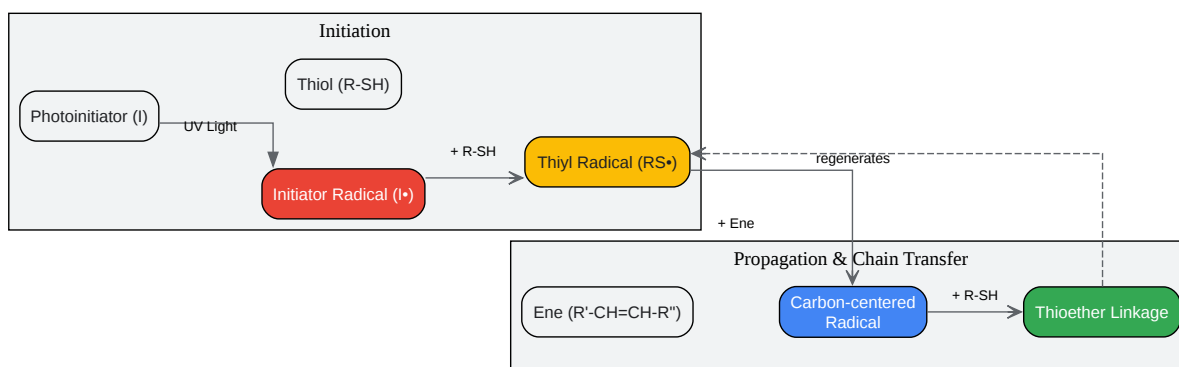 Initiation
Thiol (R-SH)
Photoinitiator (I)
UV Light
+ R-SH
Thiyl Radical (RS•)
regenerates
Initiator Radical (I•)
+ Ene
Propagation & Chain Transfer
Ene (R'-CH=CH-R")
Carbon-centered
Radical
+ R-SH
Thioether Linkage